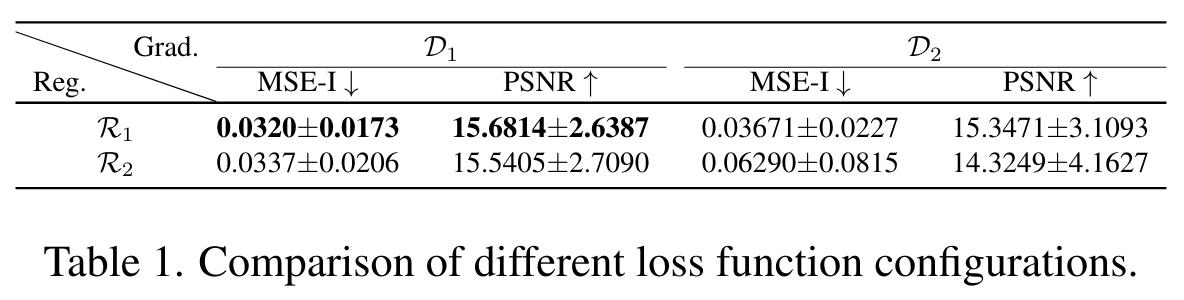 Grad. 𝒟₁ 𝒟₂
Reg. MSE-I ↓ PSNR ↑ MSE-I ↓ PSNR ↑
ℛ₁ 0.0320±0.0173 15.6814±2.6387 0.03671±0.0227 15.3471±3.1093
ℛ₂ 0.0337±0.0206 15.5405±2.7090 0.06290±0.0815 14.3249±4.1627
Table 1. Comparison of different loss function configurations.